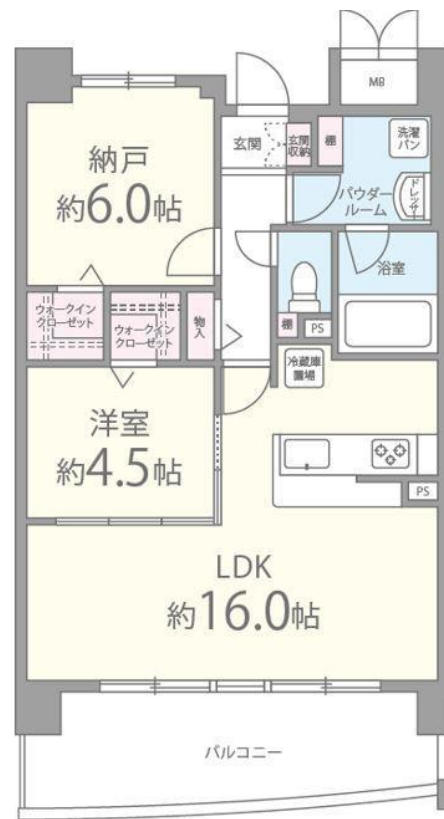 MB
納戸
約6.0帖
玄関
玄関
収納
棚
洗濯
パン
パウダー
ルーム
ドレッサー
浴室
ウォークイン
クローゼット
ウォークイン
クローゼット
物入
棚
PS
冷蔵庫
置場
洋室
約4.5帖
PS
LDK
約16.0帖
バルコニー